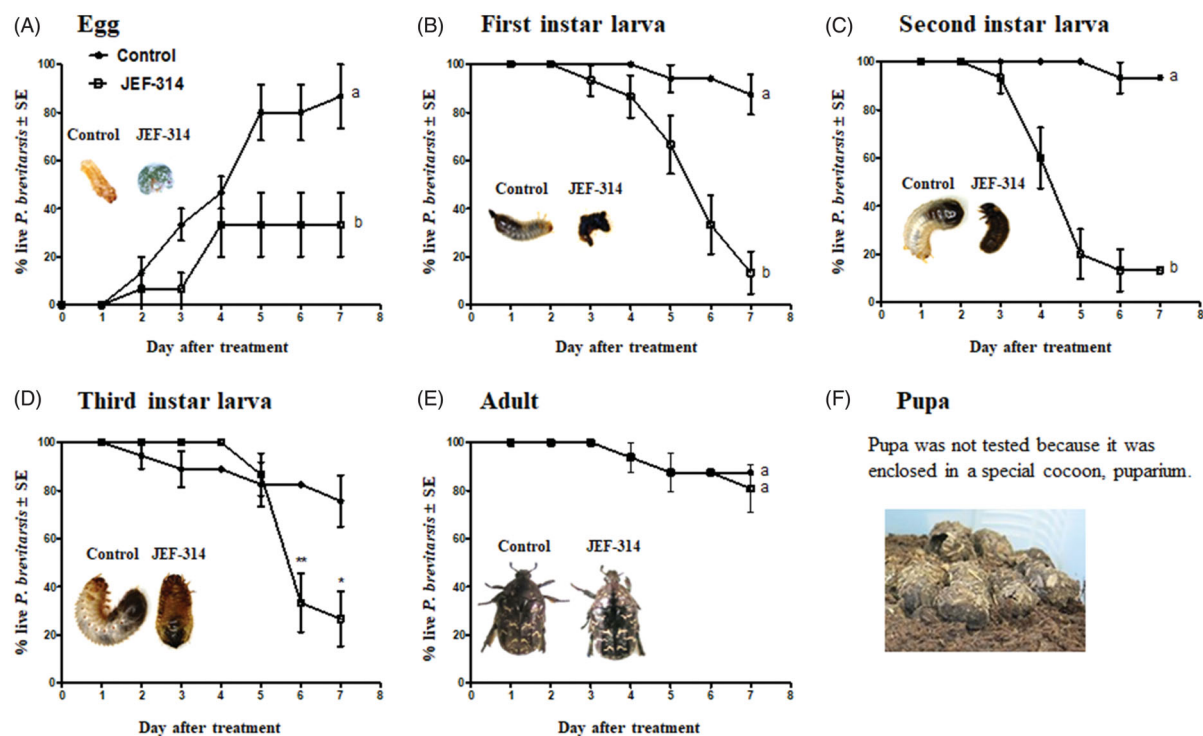 (A) Egg
Control
JEF-314
Control JEF-314
% live P. brevitarsis ± SE
100
80
60
40
20
0
0 1 2 3 4 5 6 7 8
a
b
Day after treatment
(B) First instar larva
% live P. brevitarsis ± SE
100
80
60
40
20
0
Control JEF-314
a
b
0 1 2 3 4 5 6 7 8
Day after treatment
(C) Second instar larva
% live P. brevitarsis ± SE
100
80
60
40
20
0
Control JEF-314
a
b
0 1 2 3 4 5 6 7 8
Day after treatment
(D) Third instar larva
% live P. brevitarsis ± SE
100
80
60
40
20
0
Control JEF-314
**
*
0 1 2 3 4 5 6 7 8
Day after treatment
(E) Adult
% live P. brevitarsis ± SE
100
80
60
40
20
0
Control JEF-314
a
a
0 1 2 3 4 5 6 7 8
Day after treatment
(F) Pupa
Pupa was not tested because it was
enclosed in a special cocoon, puparium.